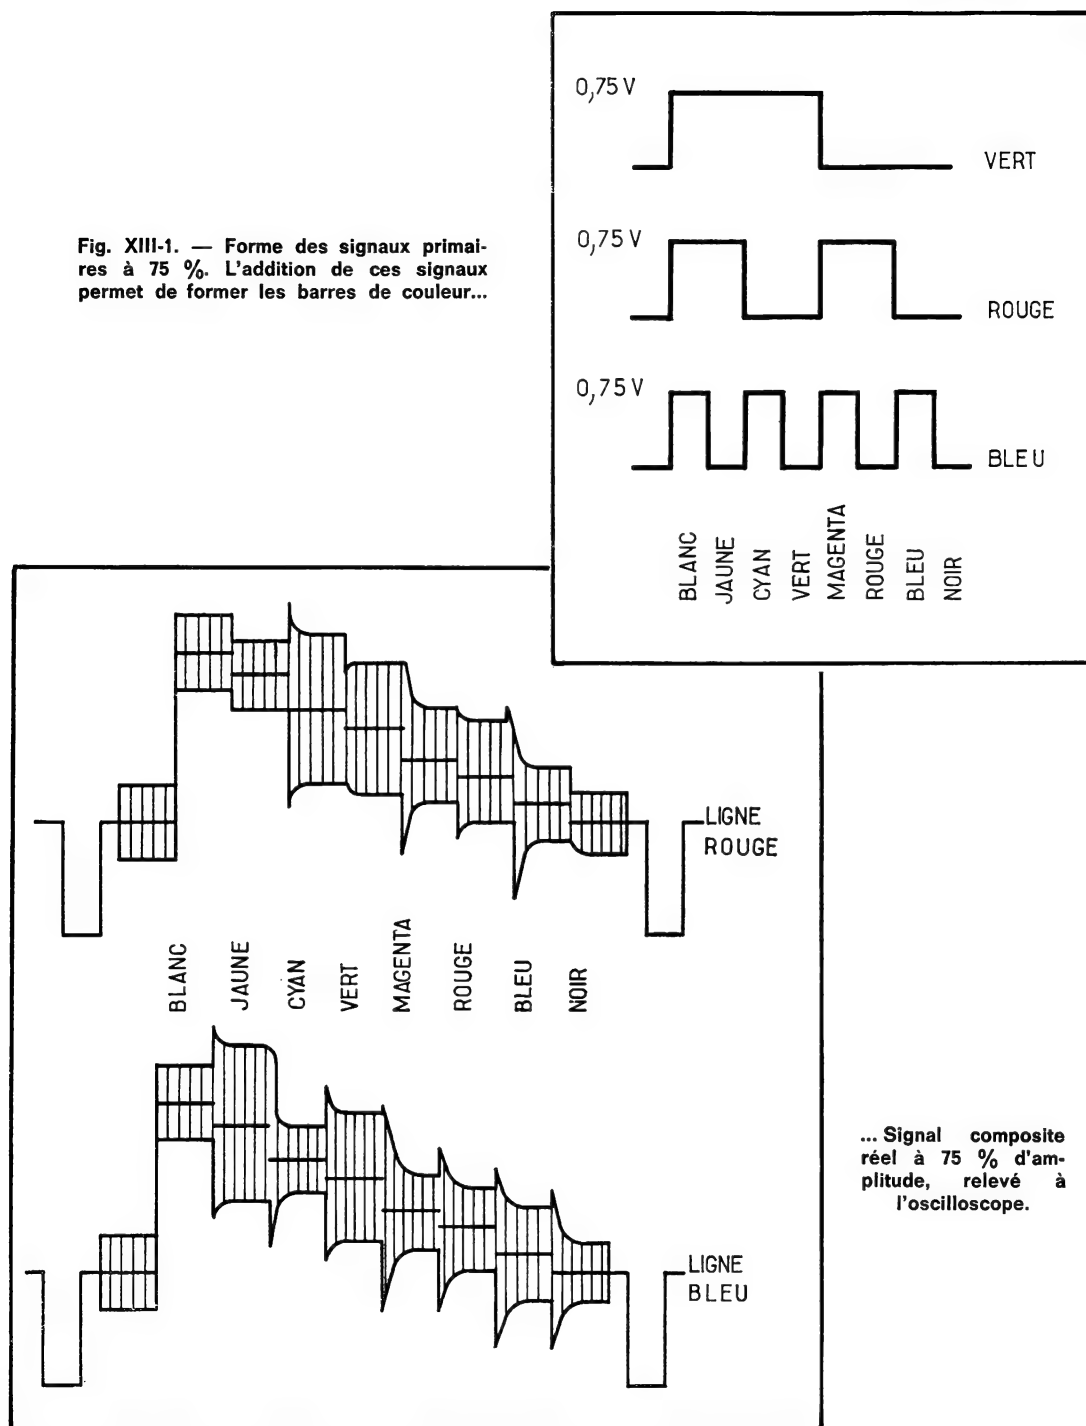 0,75 V
VERT
Fig. XIII-1. — Forme des signaux primai-
res à 75 %. L'addition de ces signaux
permet de former les barres de couleur...
0,75 V
ROUGE
0,75 V
BLEU
BLANC
JAUNE
CYAN
VERT
MAGENTA
ROUGE
BLEU
NOIR
LIGNE
ROUGE
BLANC
JAUNE
CYAN
VERT
MAGENTA
ROUGE
BLEU
NOIR
... Signal composite
réel à 75 % d'am-
plitude, relevé à
l'oscilloscope.
LIGNE
BLEU